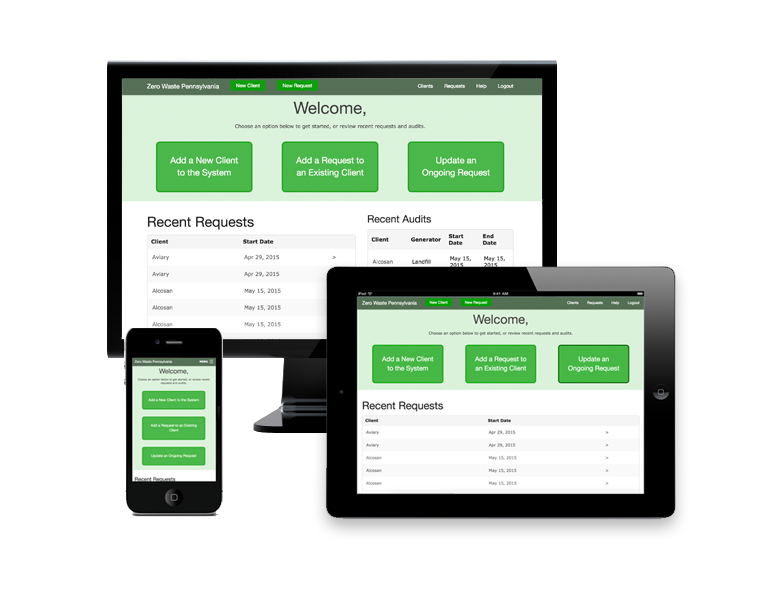 Zero Waste Pennsylvania New Client New Request Clients Requests Help Logout
Welcome,
Choose an option below to get started, or review recent requests and audits.
Add a New Client
to the System
Add a Request to
an Existing Client
Update an
Ongoing Request
Recent Requests
Client Start Date
Aviary Apr 29, 2015 >
Aviary Apr 29, 2015
Alcosan May 15, 2015
Alcosan May 15, 2015
Alcosan May 15, 2015
Recent Audits
Client Generator Start
Date End
Date
Alcosan Landfill May 15,
2015 May 15,
2015
iPad 9:41 AM
Zero Waste Pennsylvania New Client New Request Clients Requests Help Logout
Welcome,
Choose an option below to get started, or review recent requests and audits.
Add a New Client
to the System
Add a Request to
an Existing Client
Update an
Ongoing Request
Recent Requests
Client Start Date
Aviary Apr 29, 2015 >
Aviary Apr 29, 2015 >
Alcosan May 15, 2015 >
Alcosan May 15, 2015 >
Alcosan May 15, 2015 >
Zero Waste Pennsylvania MENU
Welcome,
Choose an option below to get started, or review recent
requests and audits.
Add a New Client to the System
Add a Request to an Existing
Client
Update an Ongoing Request
Recent Requests